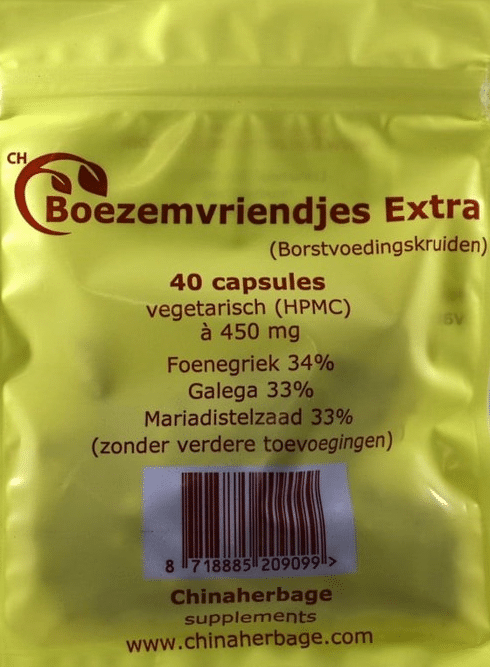 CH
Boezemvriendjes Extra
(Borstvoedingskruiden)
40 capsules
vegetarisch (HPMC)
à 450 mg
Foenegriek 34%
Galega 33%
Mariadistelzaad 33%
(zonder verdere toevoegingen)
8 718885 209099 >
Chinaherbage
supplements
www.chinaherbage.com